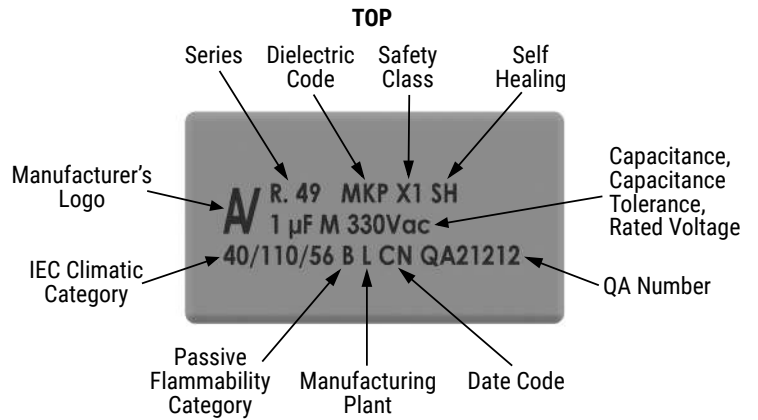 TOP
Series
Dielectric
Code
Safety
Class
Self
Healing
Manufacturer's
Logo
R. 49 MKP X1 SH
1 µF M 330Vac
40/110/56 B L CN QA21212
Capacitance,
Capacitance
Tolerance,
Rated Voltage
IEC Climatic
Category
QA Number
Passive
Flammability
Category
Manufacturing
Plant
Date Code